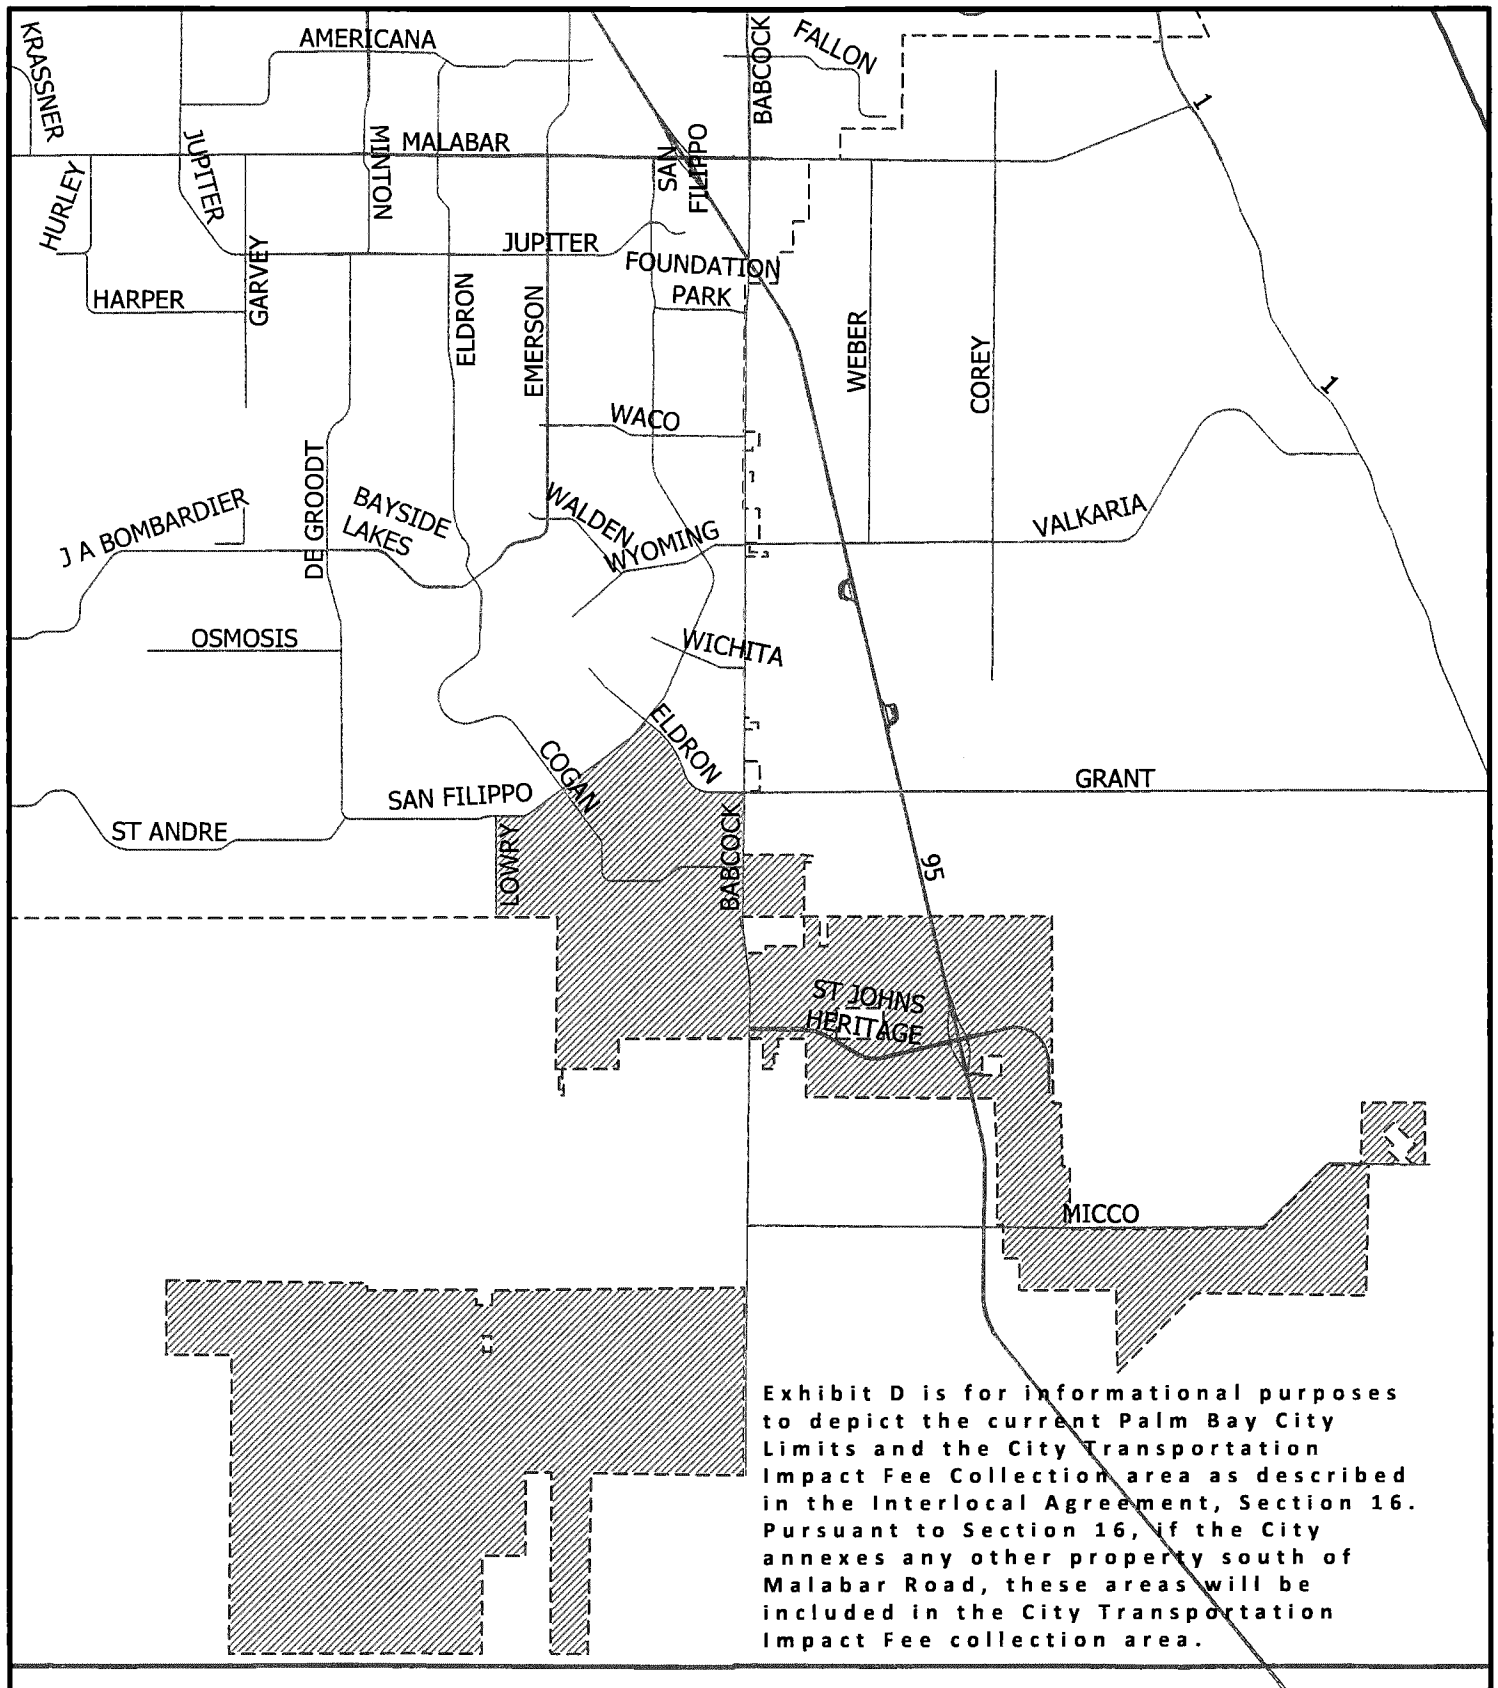 KRASSNER
AMERICANA
BABCOCK
FALLON
1
MALABAR
MINTON
JUPITER
SAN
FILIPPO
HURLEY
JUPITER
GARVEY
FOUNDATION
PARK
HARPER
ELDRON
EMERSON
WEBER
COREY
1
WACO
DE GROODT
BAYSIDE
LAKES
J A BOMBARDIER
WALDEN
WYOMING
VALKARIA
OSMOSIS
WICHITA
ELDRON
COGAN
GRANT
SAN FILIPPO
ST ANDRE
LOWRY
BABCOCK
95
ST JOHNS
HERITAGE
MICCO
Exhibit D is for informational purposes
to depict the current Palm Bay City
Limits and the City Transportation
Impact Fee Collection area as described
in the Interlocal Agreement, Section 16.
Pursuant to Section 16, if the City
annexes any other property south of
Malabar Road, these areas will be
included in the City Transportation
Impact Fee collection area.